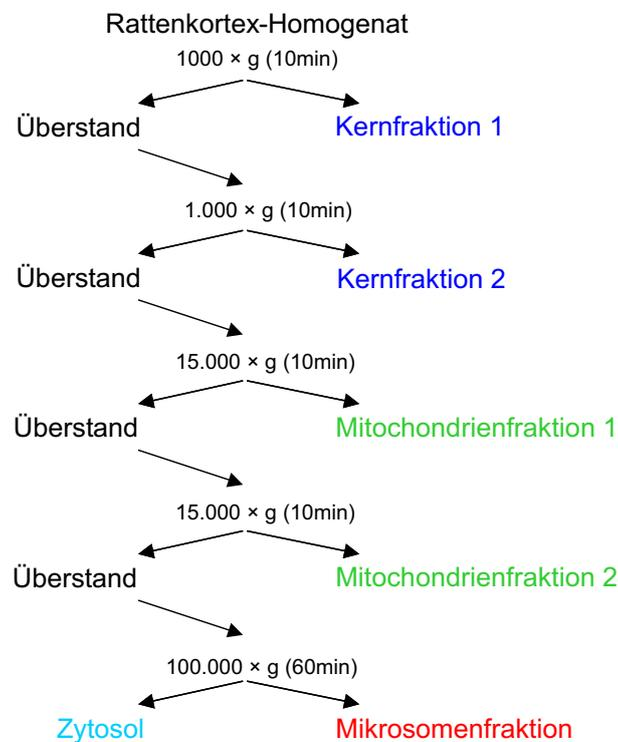 Rattenkortex-Homogenat
1000 × g (10min)
Überstand Kernfraktion 1
1.000 × g (10min)
Überstand Kernfraktion 2
15.000 × g (10min)
Überstand Mitochondrienfraktion 1
15.000 × g (10min)
Überstand Mitochondrienfraktion 2
100.000 × g (60min)
Zytosol Mikrosomenfraktion